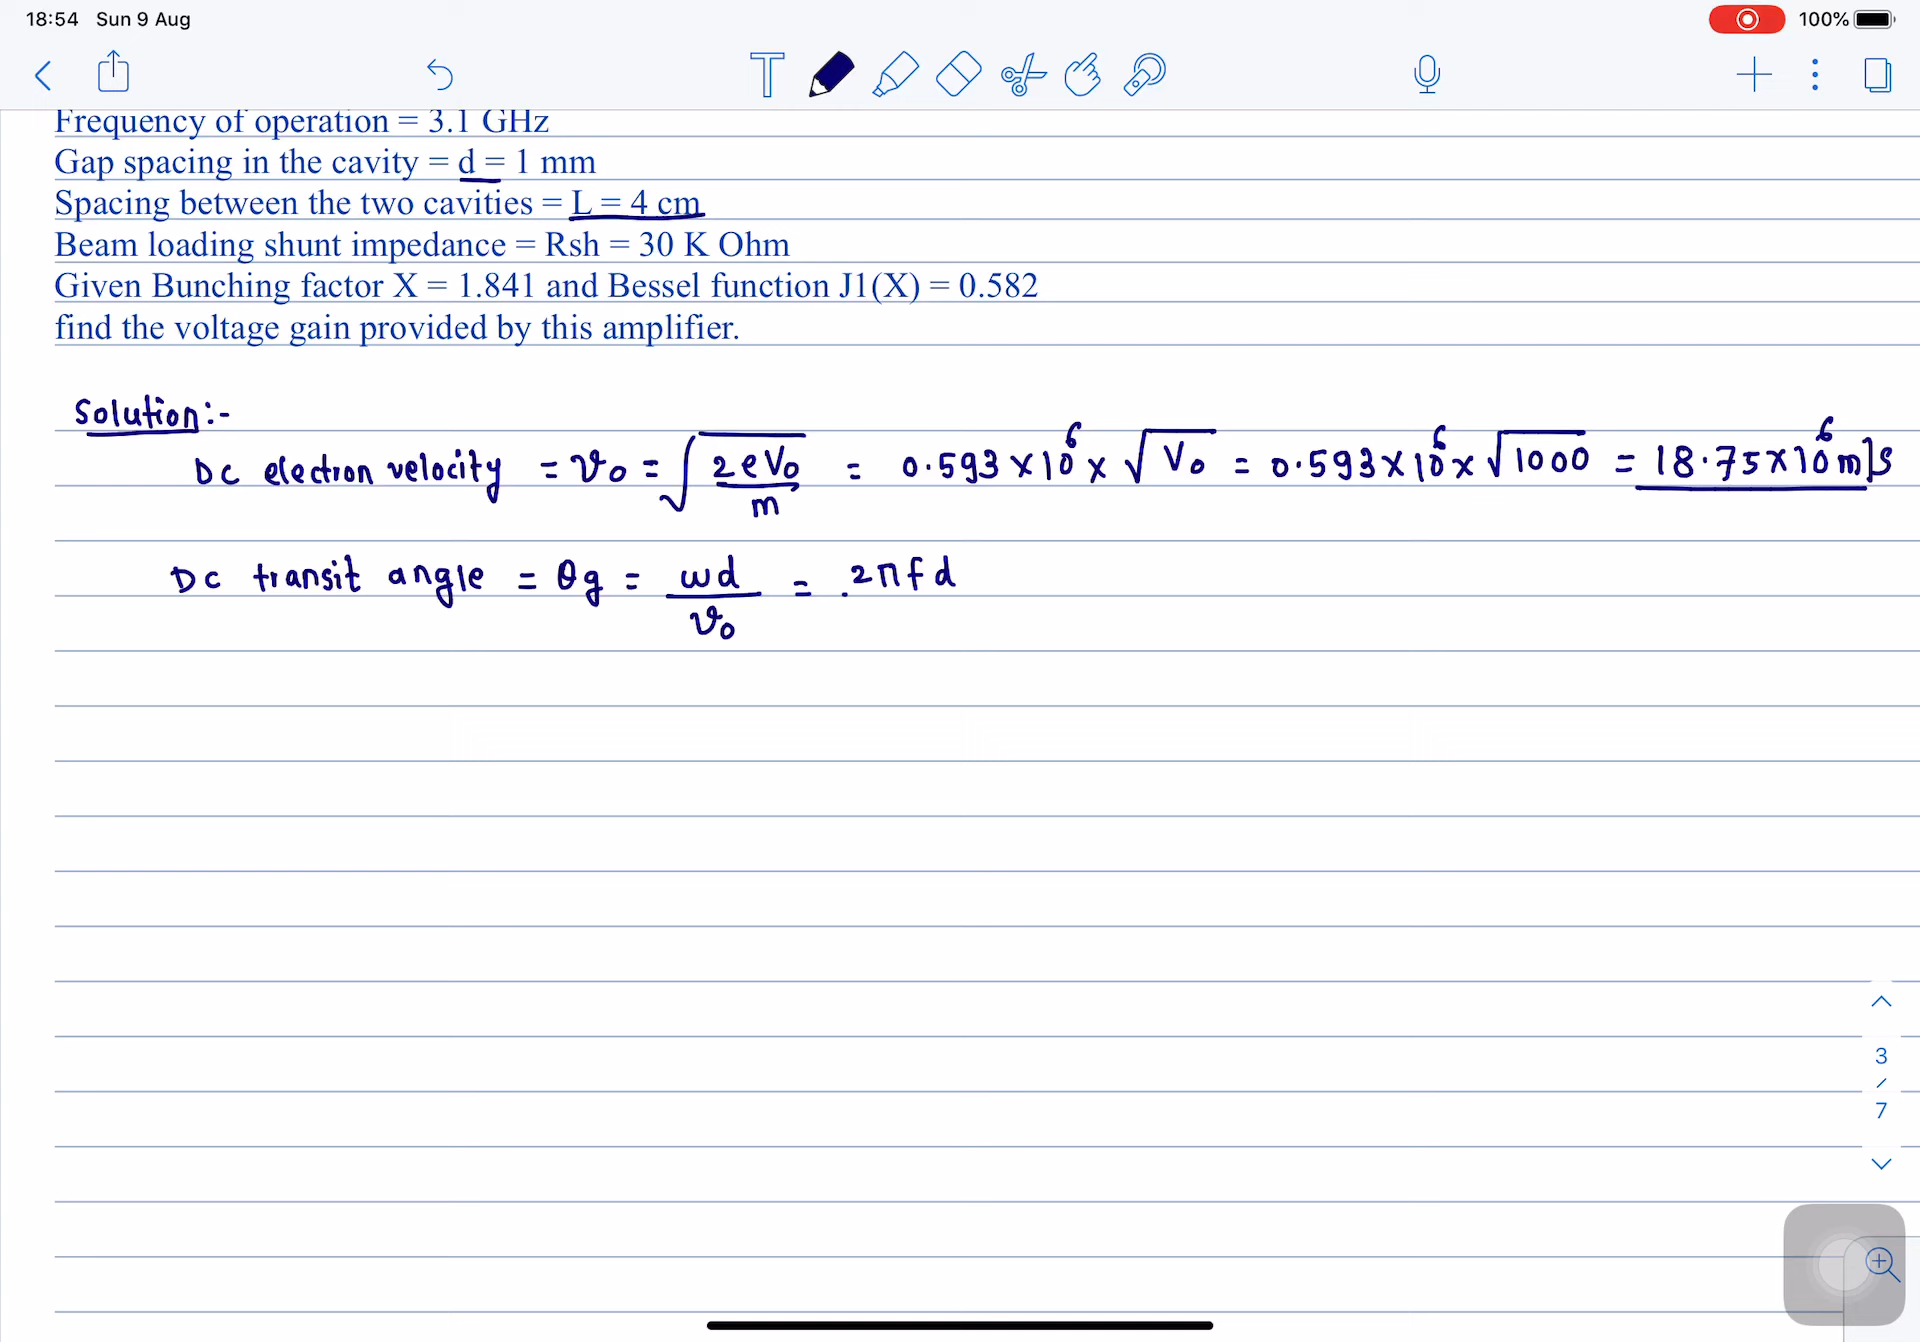 18:54 Sun 9 Aug 100%
T
Frequency of operation = 3.1 GHz
Gap spacing in the cavity = d = 1 mm
Spacing between the two cavities = L = 4 cm
Beam loading shunt impedance = Rsh = 30 K Ohm
Given Bunching factor X = 1.841 and Bessel function J1(X) = 0.582
find the voltage gain provided by this amplifier.
Solution:-
DC electron velocity = v₀ = √(2eV₀/m) = 0.593×10⁶ × √V₀ = 0.593×10⁶ × √1000 = 18.75×10⁶ m/s
DC transit angle = θg = ωd/v₀ = 2πfd
3
/
7